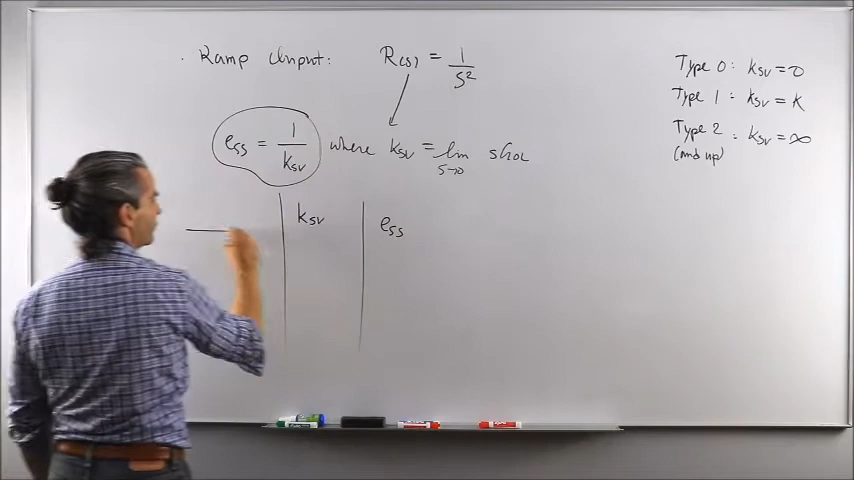 Ramp Input: R(s) = 1/s²
e_ss = 1/k_sv where k_sv = lim s→0 sG_OL
k_sv e_ss
Type 0: k_sv = 0
Type 1: k_sv = K
Type 2 (and up): k_sv = ∞